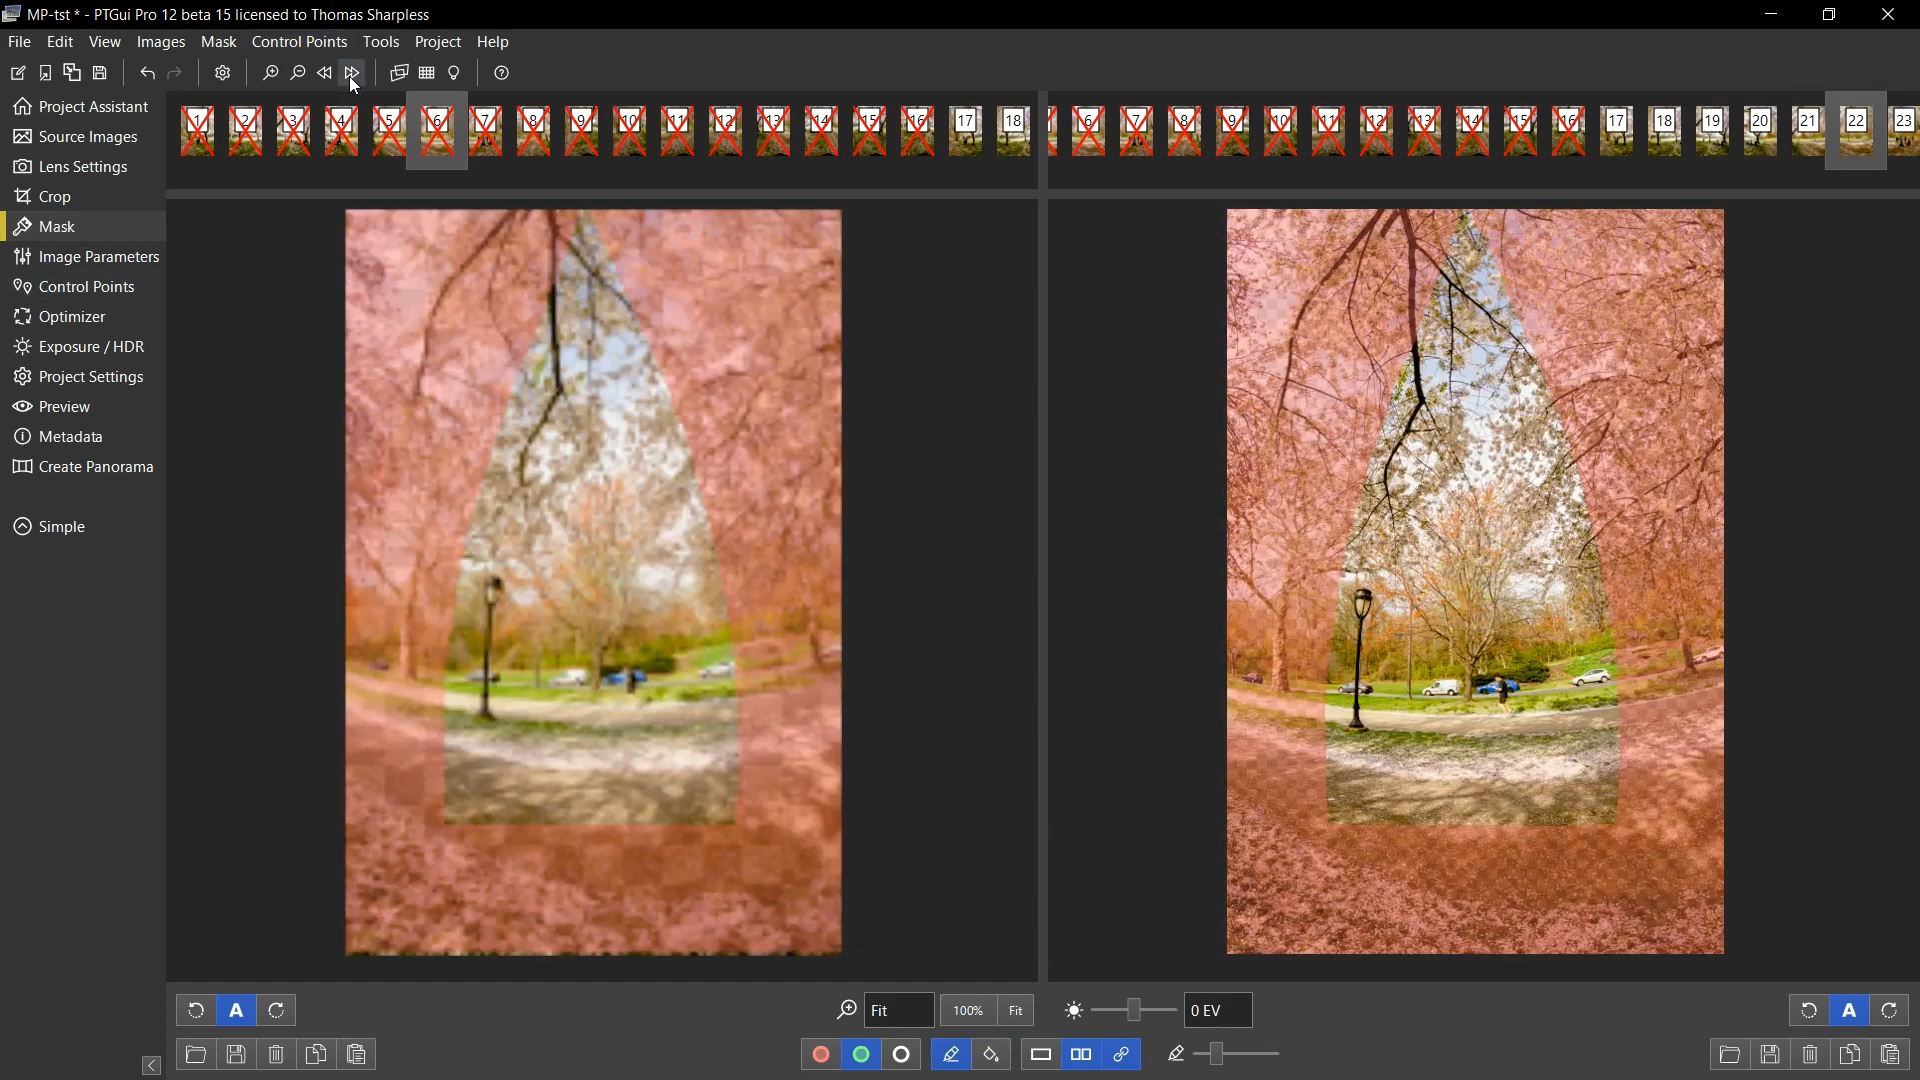 MP-tst * - PTGui Pro 12 beta 15 licensed to Thomas Sharpless
File Edit View Images Mask Control Points Tools Project Help
Project Assistant
Source Images
Lens Settings
Crop
Mask
Image Parameters
Control Points
Optimizer
Exposure / HDR
Project Settings
Preview
Metadata
Create Panorama
Simple
1 2 3 4 5 6 7 8 9 10 11 12 13 14 15 16 17 18
6 7 8 9 10 11 12 13 14 15 16 17 18 19 20 21 22 23
A Fit 100% Fit 0 EV A